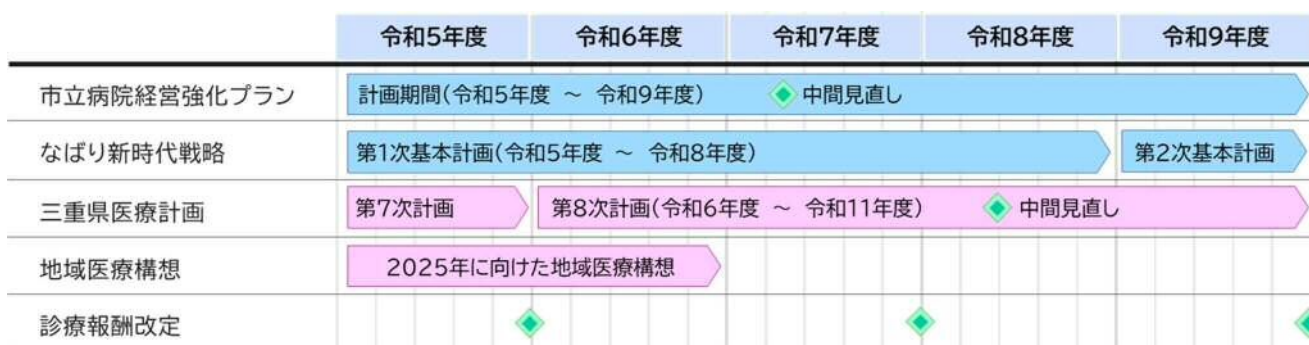 令和5年度 令和6年度 令和7年度 令和8年度 令和9年度
市立病院経営強化プラン 計画期間(令和5年度 ～ 令和9年度) 中間見直し
なばり新時代戦略 第1次基本計画(令和5年度 ～ 令和8年度) 第2次基本計画
三重県医療計画 第7次計画 第8次計画(令和6年度 ～ 令和11年度) 中間見直し
地域医療構想 2025年に向けた地域医療構想
診療報酬改定